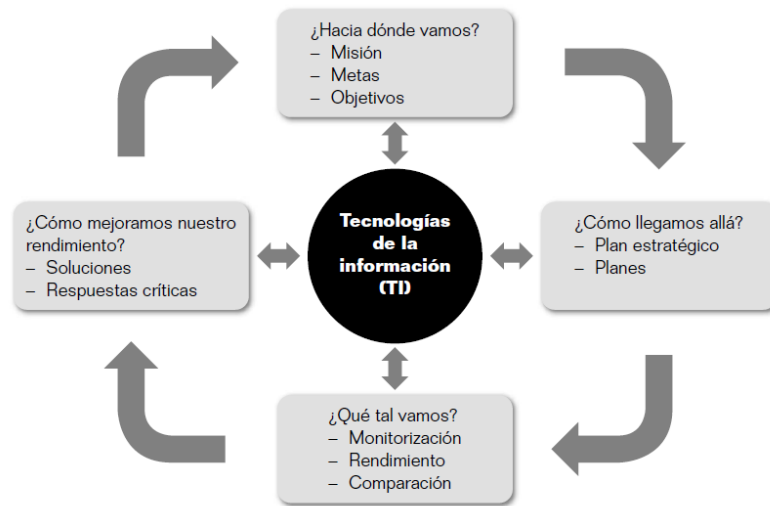 ¿Hacia dónde vamos?
– Misión
– Metas
– Objetivos
¿Cómo mejoramos nuestro
rendimiento?
– Soluciones
– Respuestas críticas
Tecnologías
de la
información
(TI)
¿Cómo llegamos allá?
– Plan estratégico
– Planes
¿Qué tal vamos?
– Monitorización
– Rendimiento
– Comparación